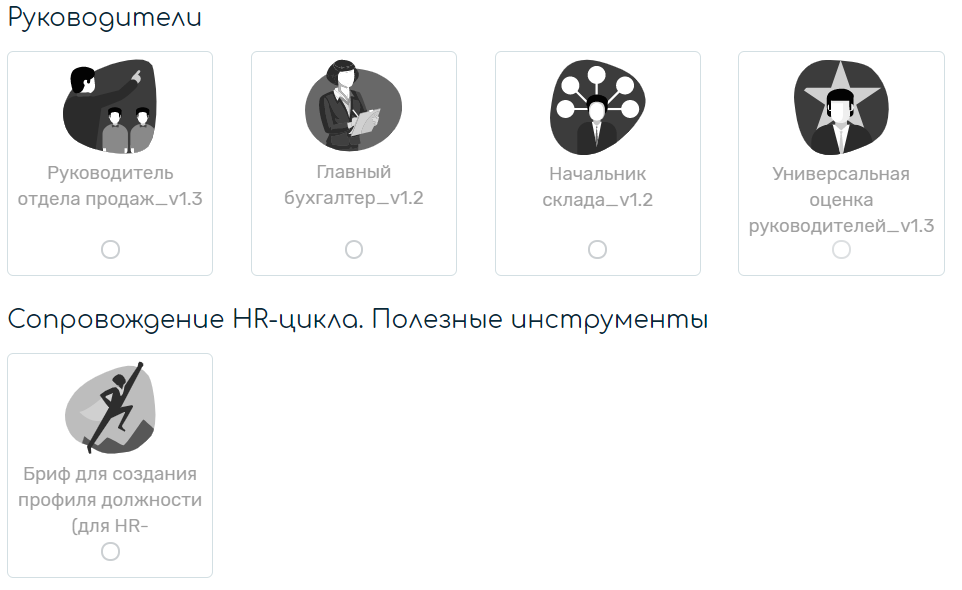 Руководители
Руководитель
отдела продаж_v1.3
Главный
бухгалтер_v1.2
Начальник
склада_v1.2
Универсальная
оценка
руководителей_v1.3
Сопровождение HR-цикла. Полезные инструменты
Бриф для создания
профиля должности
(для HR-